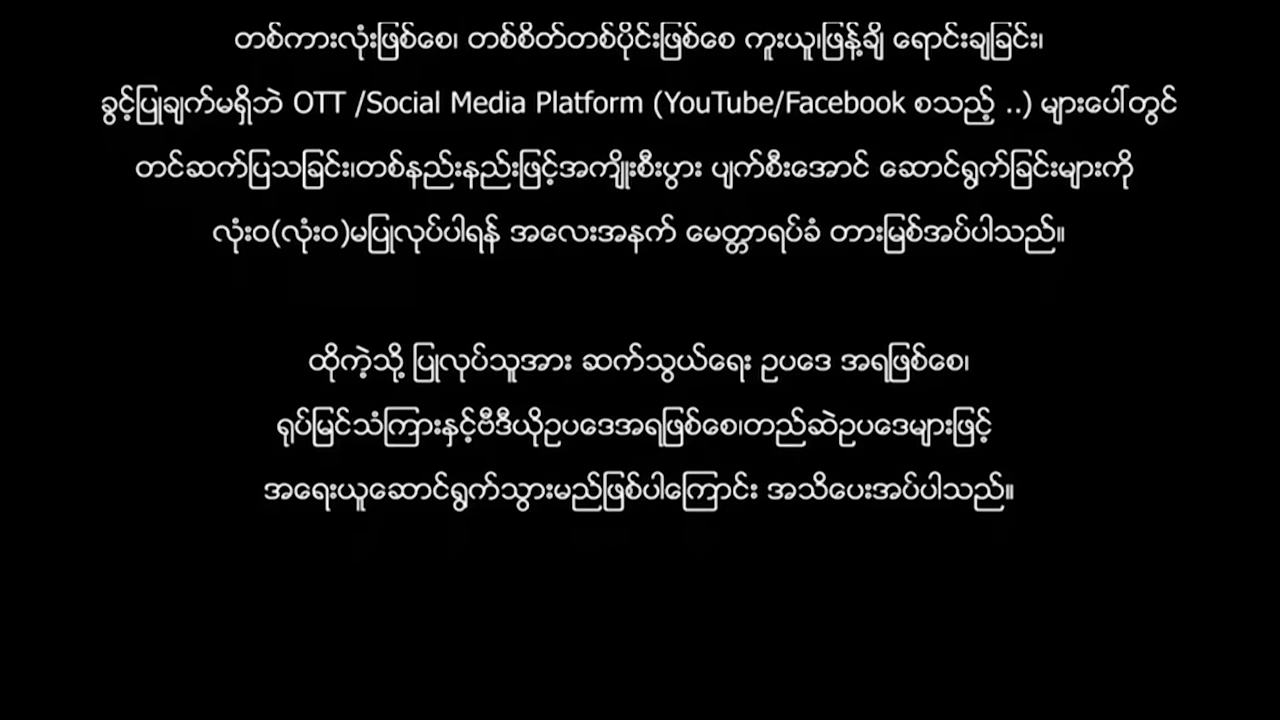 တစ်ကားလုံးဖြစ်စေ၊ တစ်စိတ်တစ်ပိုင်းဖြစ်စေ ကူးယူ၊ဖြန့်ချိ ရောင်းချခြင်း၊
ခွင့်ပြုချက်မရှိဘဲ OTT /Social Media Platform (YouTube/Facebook စသည့် ..) များပေါ်တွင်
တင်ဆက်ပြသခြင်း၊တစ်နည်းနည်းဖြင့်အကျိုးစီးပွား ပျက်စီးအောင် ဆောင်ရွက်ခြင်းများကို
လုံးဝ(လုံးဝ)မပြုလုပ်ပါရန် အလေးအနက် မေတ္တာရပ်ခံ တားမြစ်အပ်ပါသည်။
ထိုကဲ့သို့ ပြုလုပ်သူအား ဆက်သွယ်ရေး ဥပဒေ အရဖြစ်စေ၊
ရုပ်မြင်သံကြားနှင့်ဗီဒီယိုဥပဒေအရဖြစ်စေ၊တည်ဆဲဥပဒေများဖြင့်
အရေးယူဆောင်ရွက်သွားမည်ဖြစ်ပါကြောင်း အသိပေးအပ်ပါသည်။